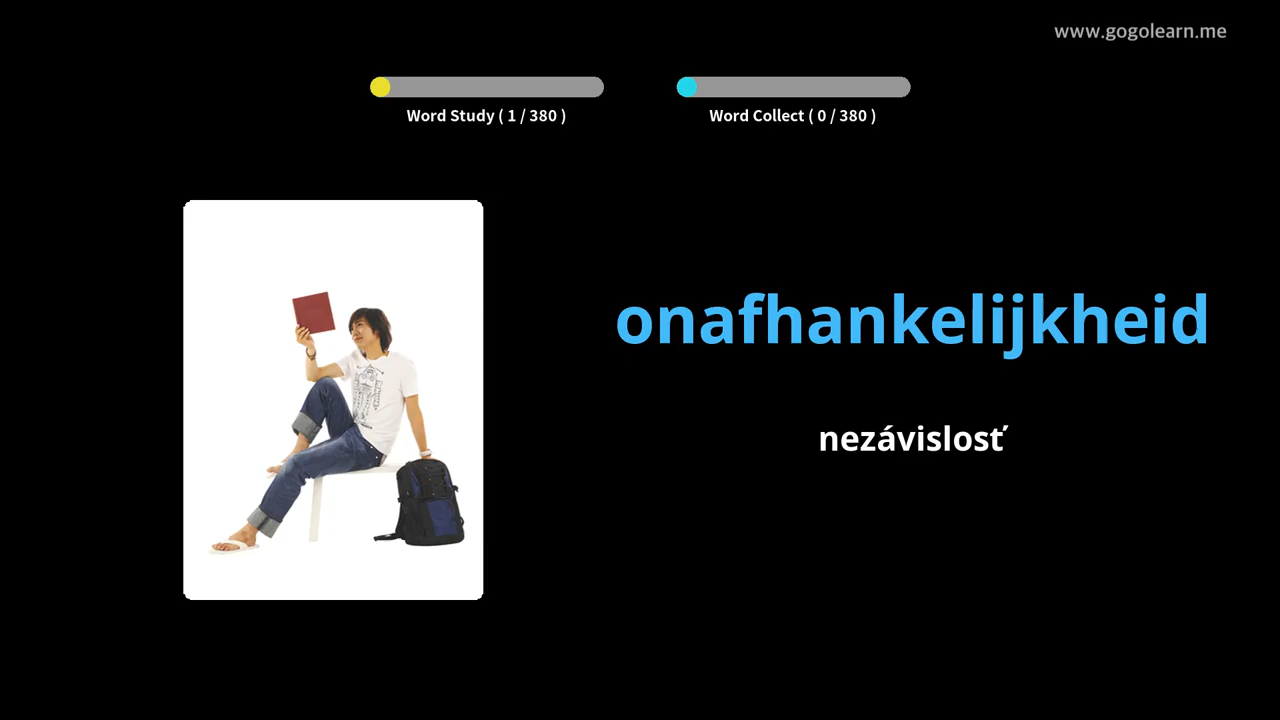 www.gogolearn.me
Word Study ( 1 / 380 )
Word Collect ( 0 / 380 )
onafhankelijkheid
nezávislosť